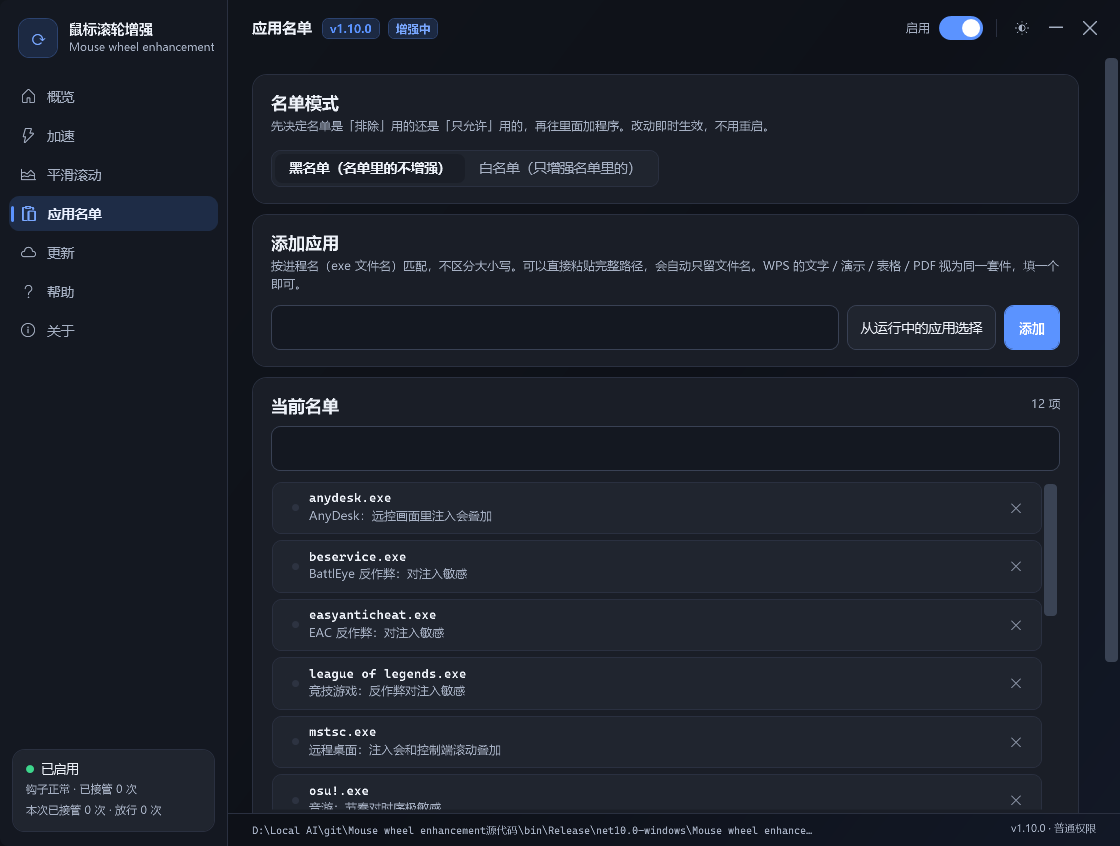 鼠标滚轮增强
Mouse wheel enhancement
概览
加速
平滑滚动
应用名单
更新
帮助
关于
已启用
钩子正常 · 已接管 0 次
本次已接管 0 次 · 放行 0 次
应用名单 v1.10.0 增强中
启用
名单模式
先决定名单是「排除」用的还是「只允许」用的，再往里面加程序。改动即时生效，不用重启。
黑名单（名单里的不增强） 白名单（只增强名单里的）
添加应用
按进程名（exe 文件名）匹配，不区分大小写。可以直接粘贴完整路径，会自动只留文件名。WPS 的文字 / 演示 / 表格 / PDF 视为同一套件，填一个
即可。
从运行中的应用选择 添加
当前名单 12 项
anydesk.exe
AnyDesk：远控画面里注入会叠加
beservice.exe
BattlEye 反作弊：对注入敏感
easyanticheat.exe
EAC 反作弊：对注入敏感
league of legends.exe
竞技游戏：反作弊对注入敏感
mstsc.exe
远程桌面：注入会和控制端滚动叠加
osu!.exe
音游：节奏对时序极敏感
D:\Local AI\git\Mouse wheel enhancement源代码\bin\Release\net10.0-windows\Mouse wheel enhance…
v1.10.0 · 普通权限